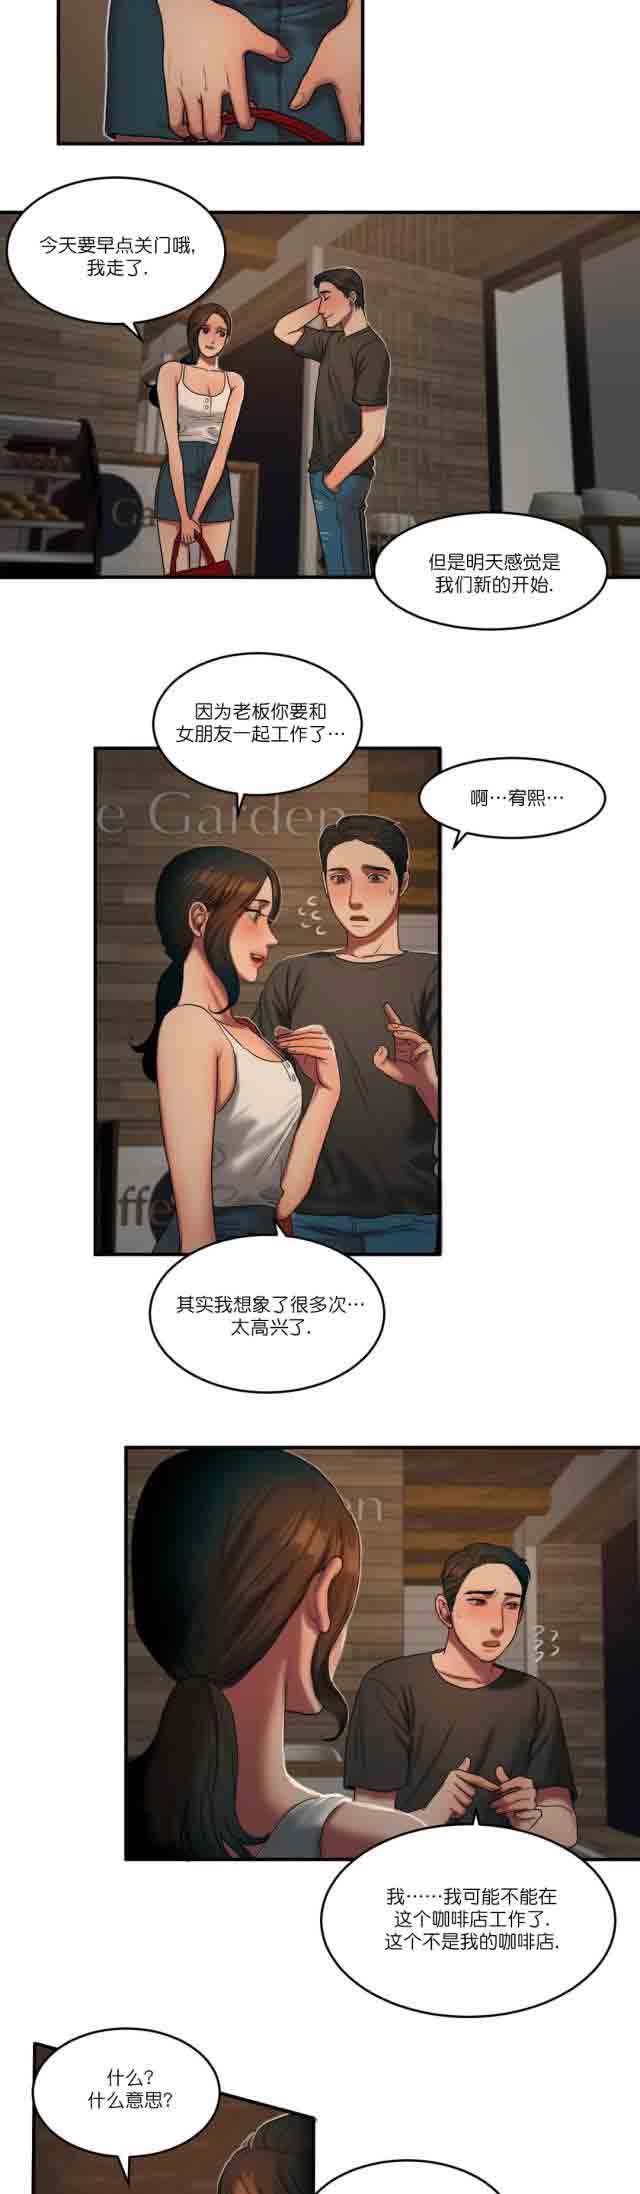 今天要早点关门哦,
我走了.
Ga
但是明天感觉是
我们新的开始.
因为老板你要和
女朋友一起工作了…
啊…宥熙…
e Garden
ffe
其实我想象了很多次…
太高兴了.
en
我……我可能不能在
这个咖啡店工作了.
这个不是我的咖啡店.
什么?
什么意思?